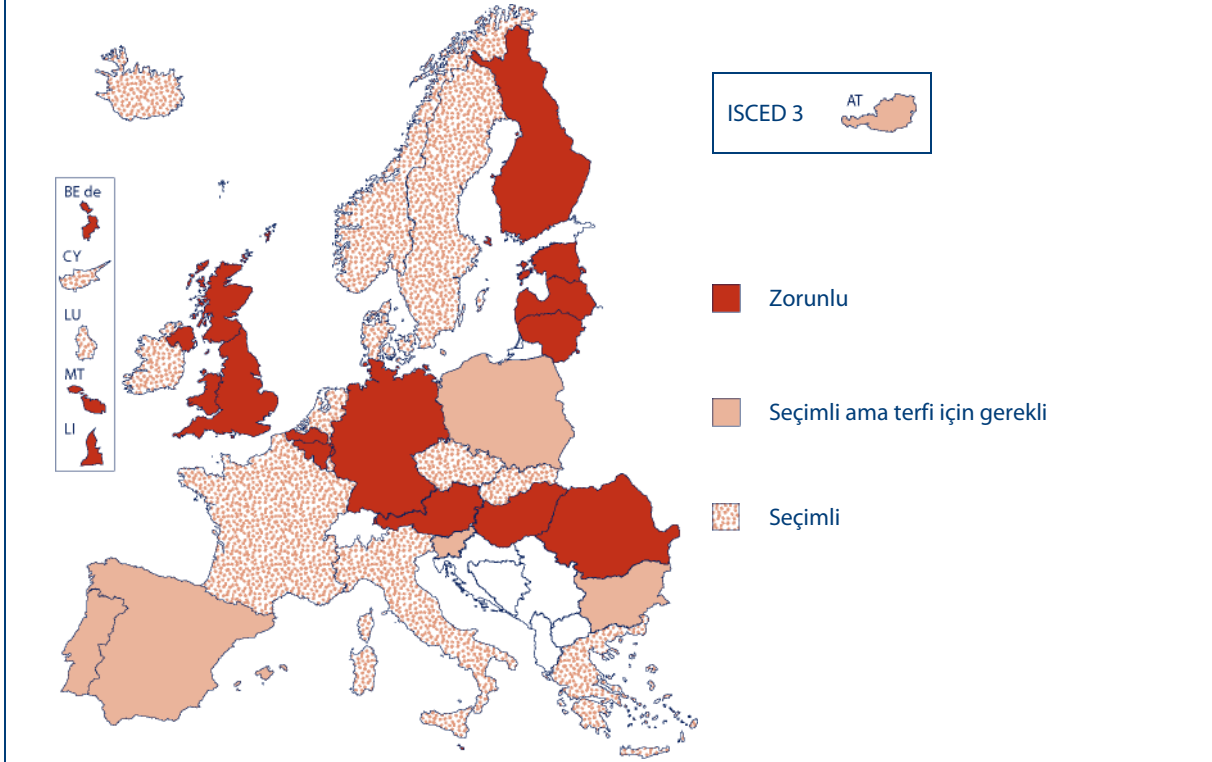 ISCED 3
AT
BE de
CY
LU
MT
LI
Zorunlu
Seçimli ama terfi için gerekli
Seçimli